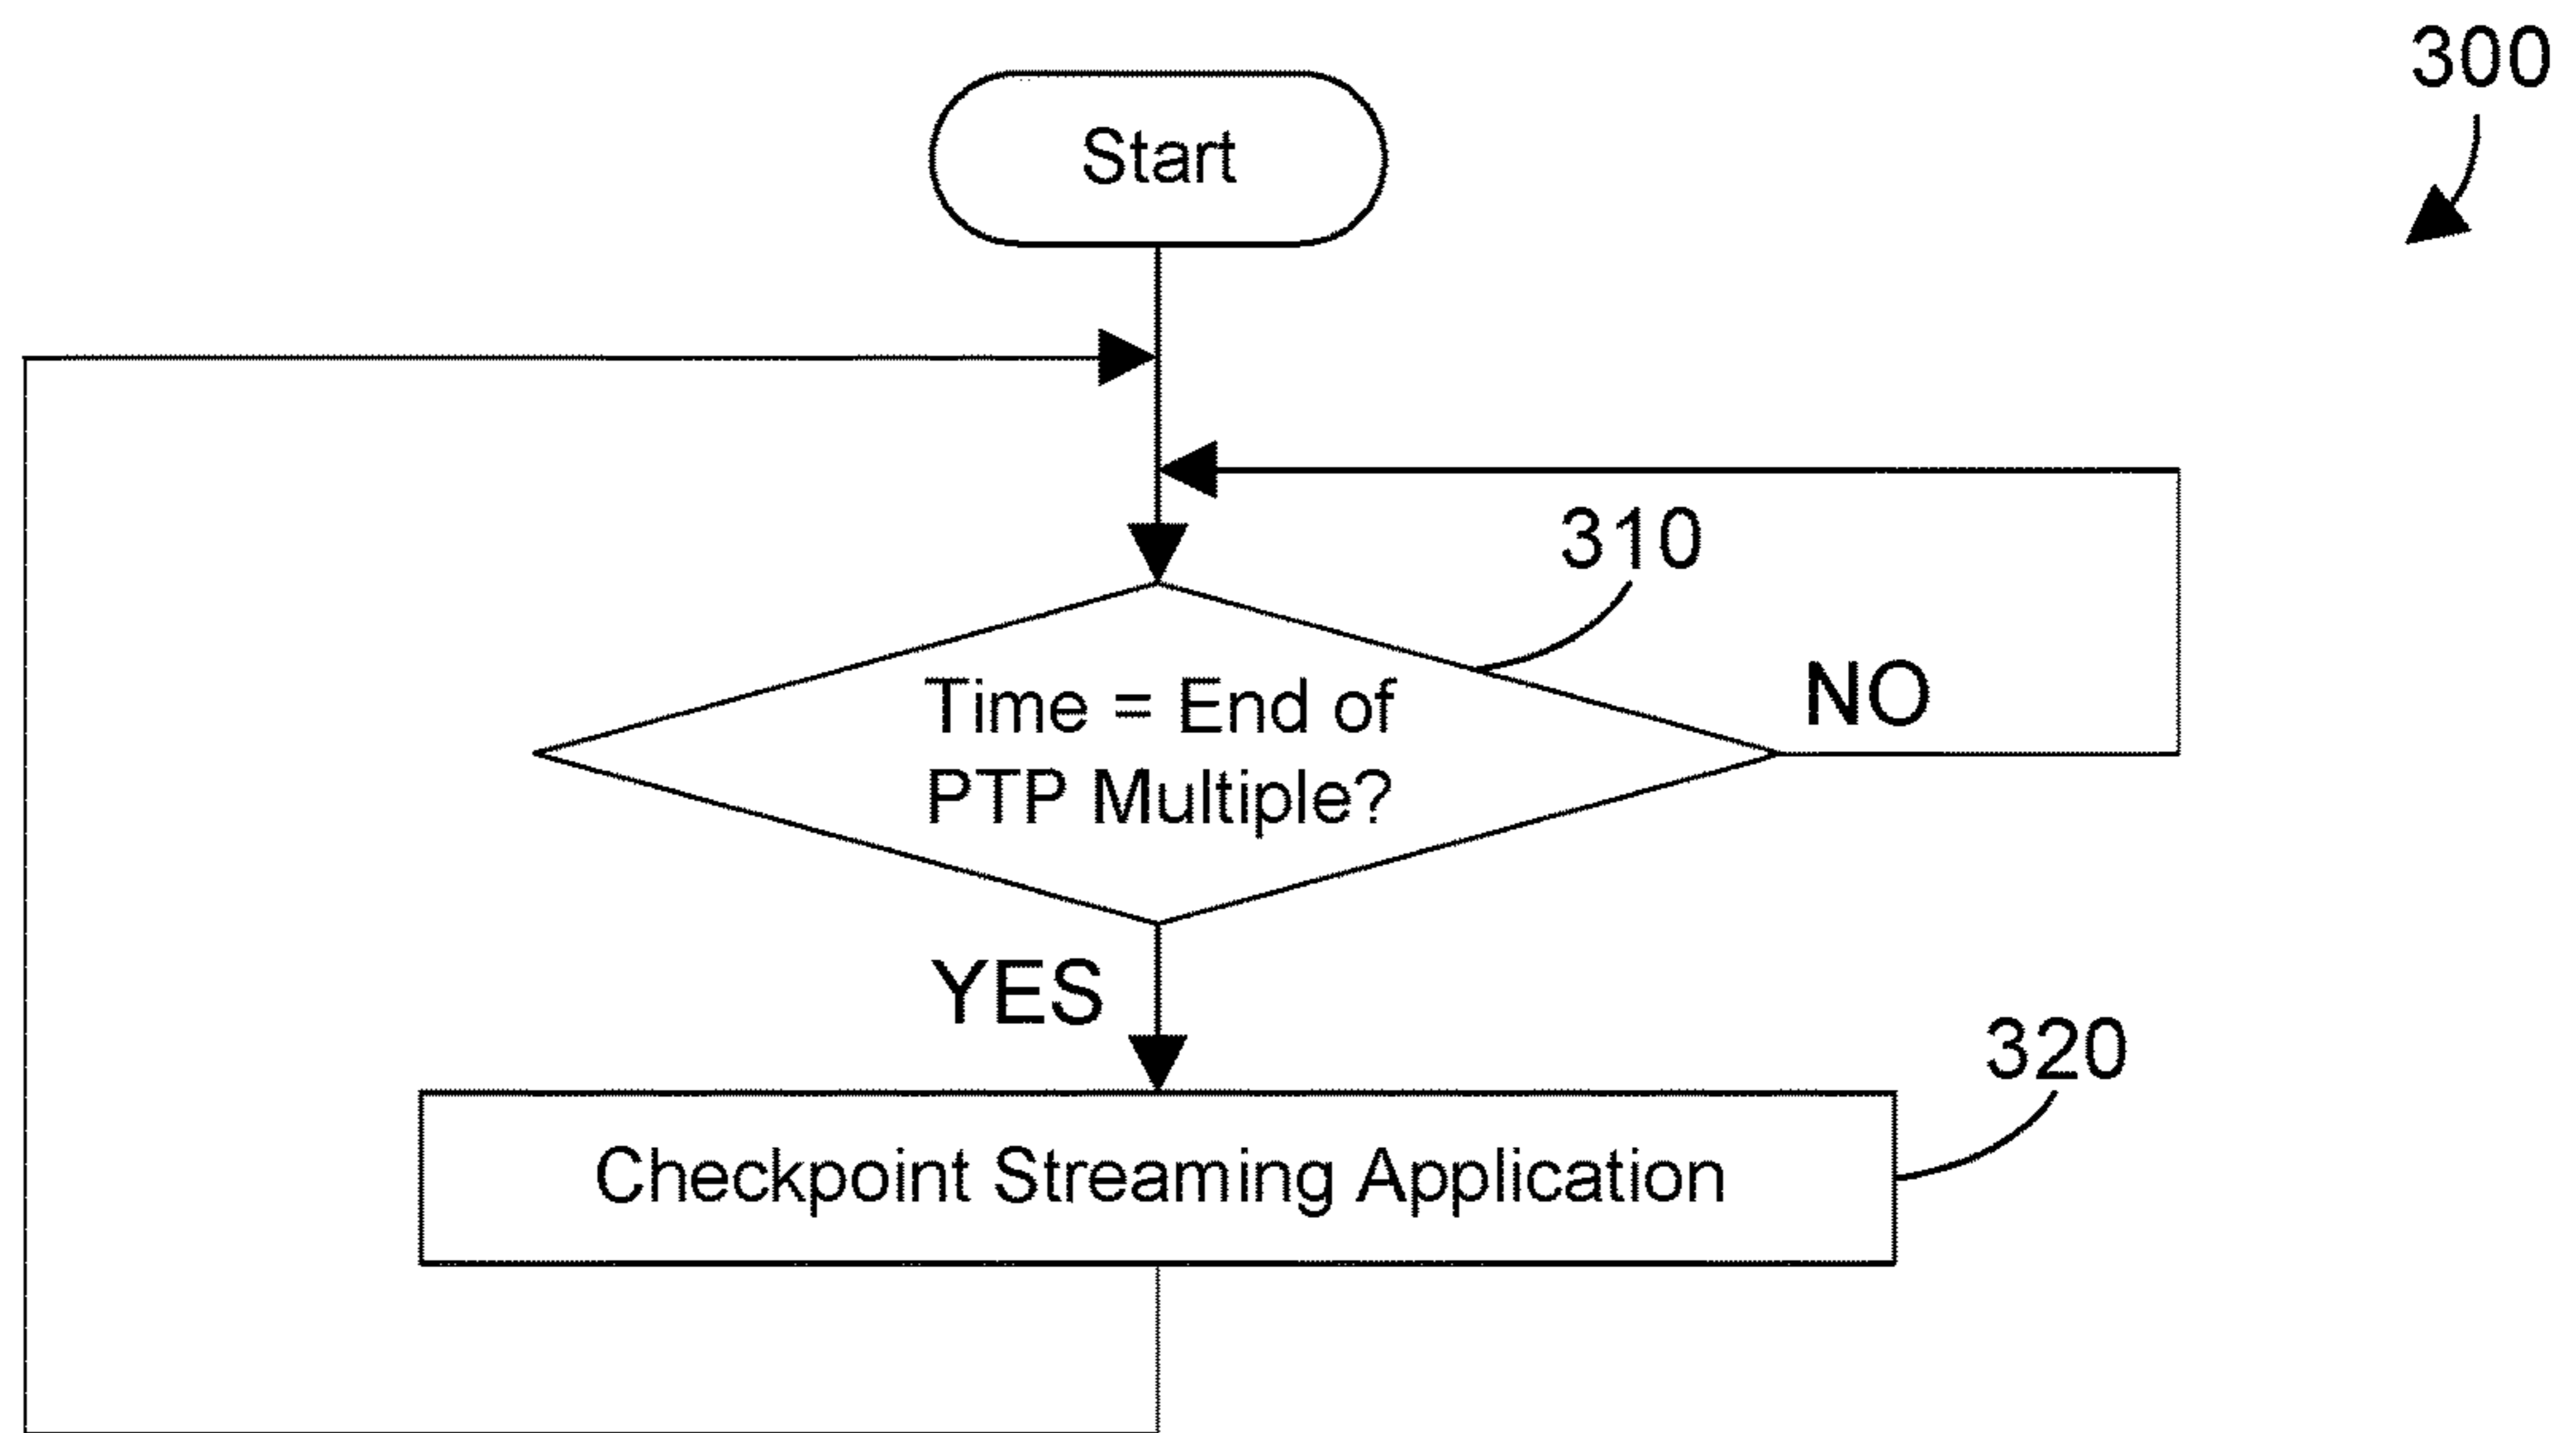 300
Start
310
NO
Time = End of
PTP Multiple?
YES
320
Checkpoint Streaming Application